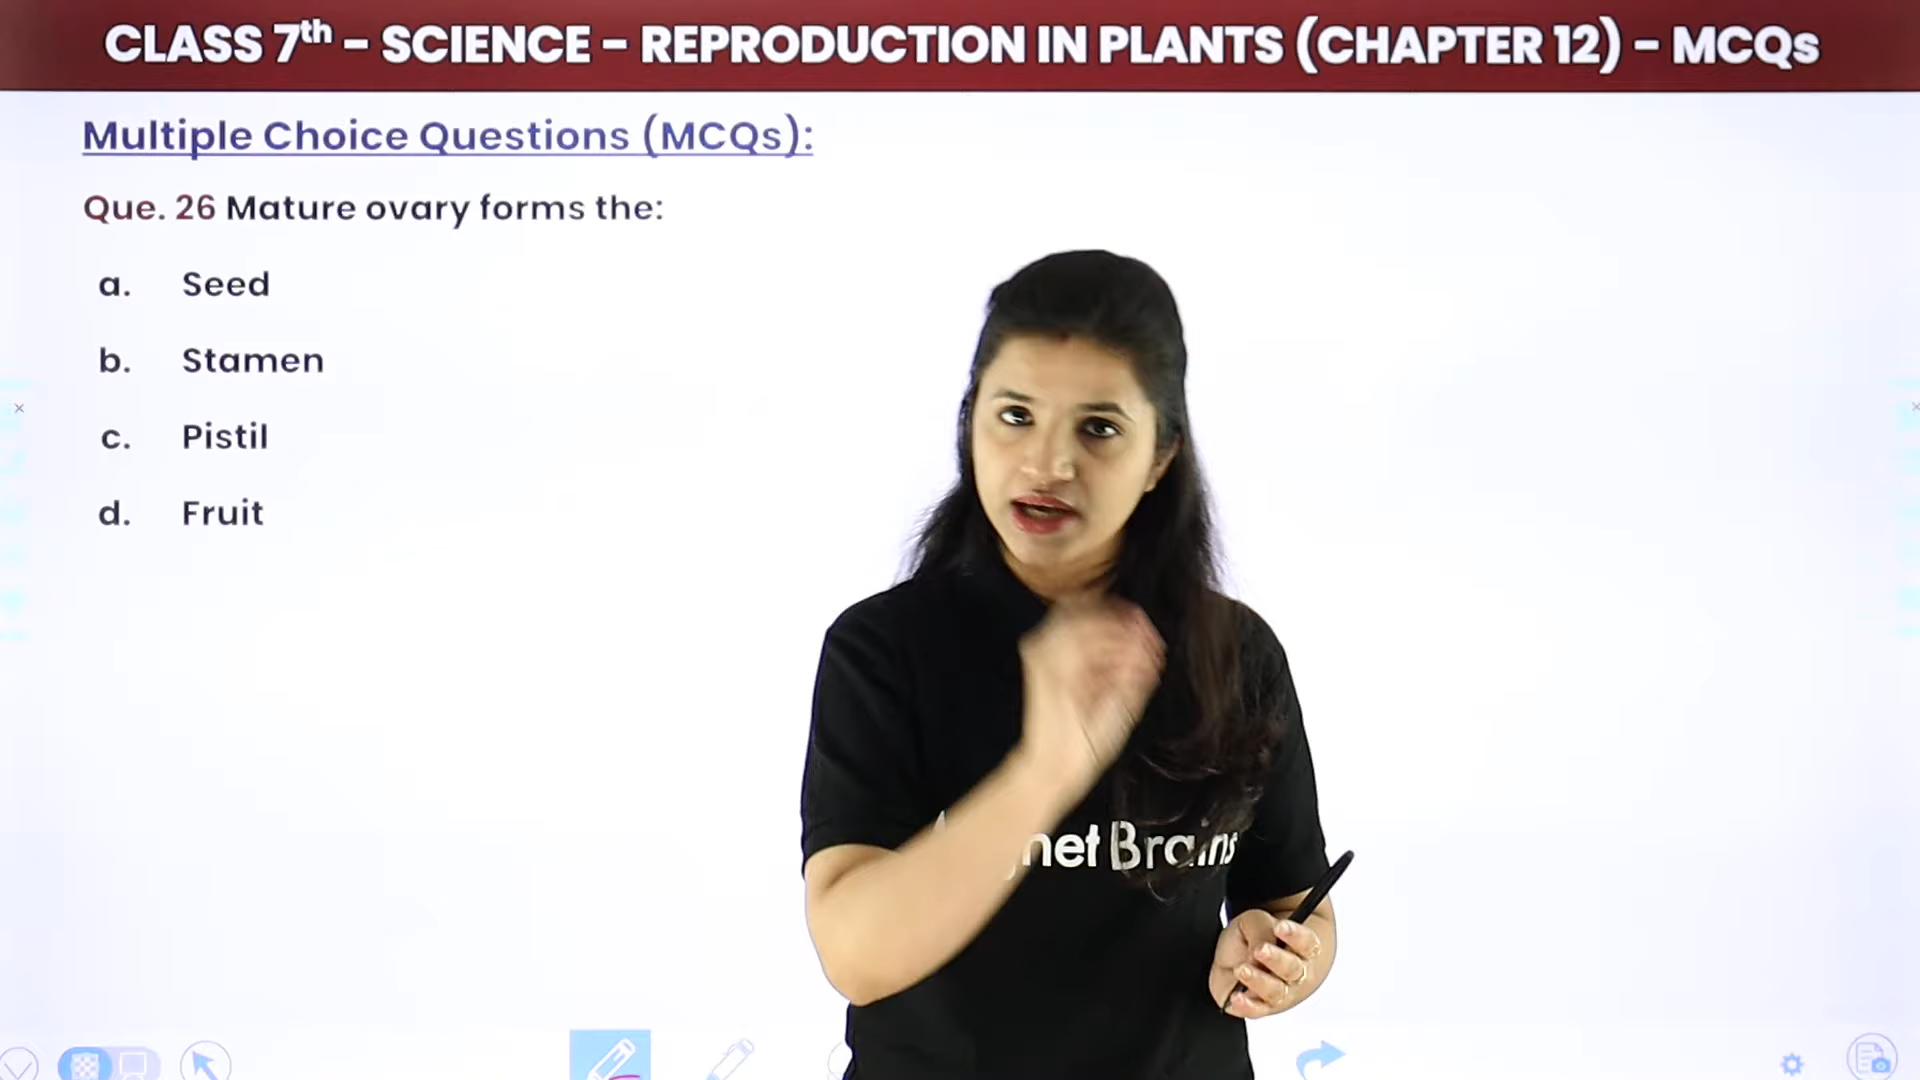 CLASS 7th – SCIENCE – REPRODUCTION IN PLANTS (CHAPTER 12) – MCQs
Multiple Choice Questions (MCQs):
Que. 26 Mature ovary forms the:
a. Seed
b. Stamen
c. Pistil
d. Fruit
Brains